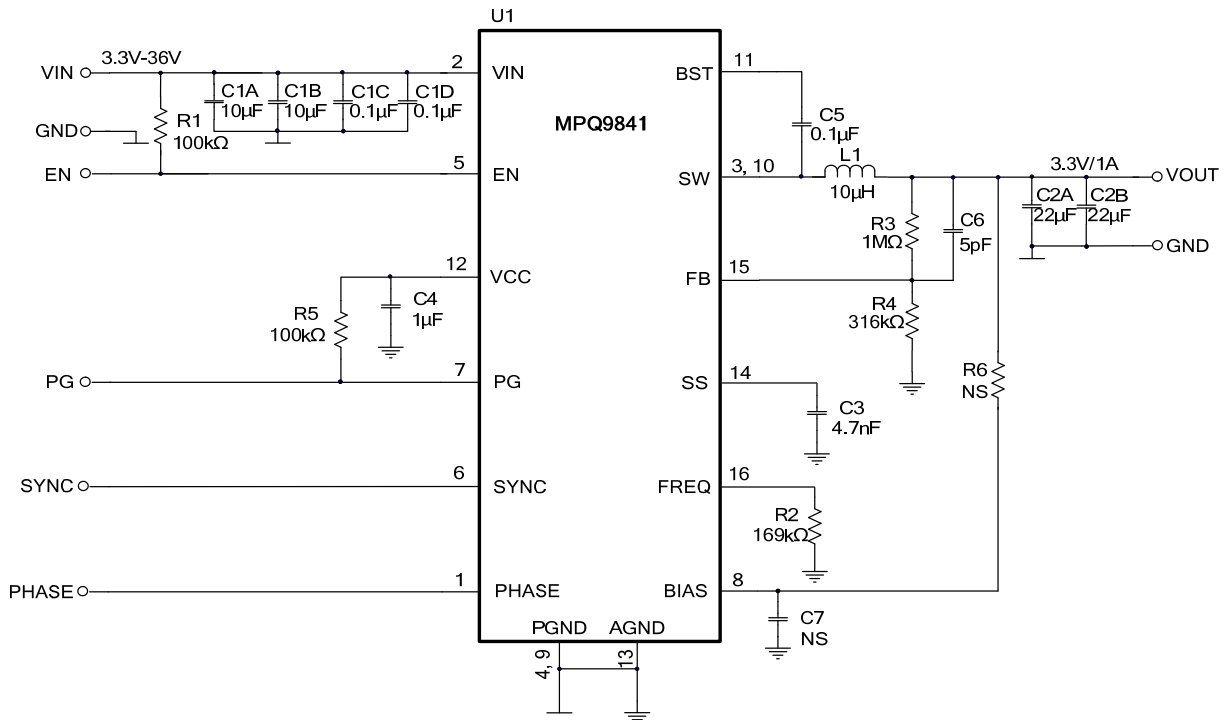 U1
MPQ9841
VIN
3.3V-36V
2
VIN
C1A
10μF
C1B
10μF
C1C
0.1μF
C1D
0.1μF
R1
100kΩ
GND
EN
5
EN
12
VCC
C4
1μF
R5
100kΩ
PG
7
PG
SYNC
6
SYNC
PHASE
1
PHASE
PGND
AGND
4, 9
13
BST
11
C5
0.1μF
SW
3, 10
L1
10μH
3.3V/1A
VOUT
C2A
22μF
C2B
22μF
GND
R3
1MΩ
C6
5pF
FB
15
R4
316kΩ
R6
NS
SS
14
C3
4.7nF
FREQ
16
R2
169kΩ
BIAS
8
C7
NS